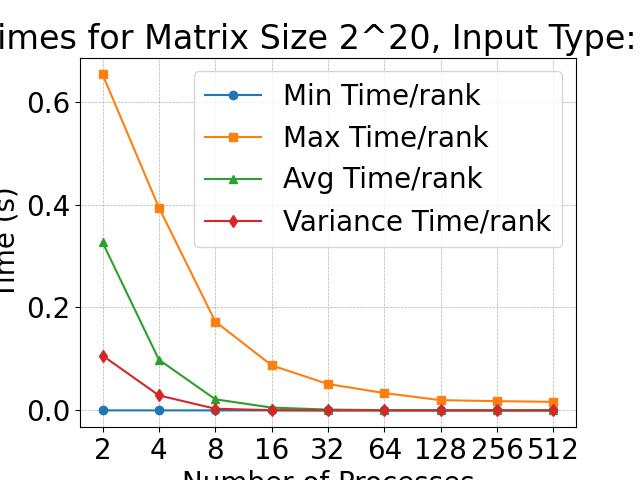 imes for Matrix Size 2^20, Input Type:
Min Time/rank
Max Time/rank
Avg Time/rank
Variance Time/rank
Time (s)
0.6
0.4
0.2
0.0
2 4 8 16 32 64 128 256 512
Number of Processes